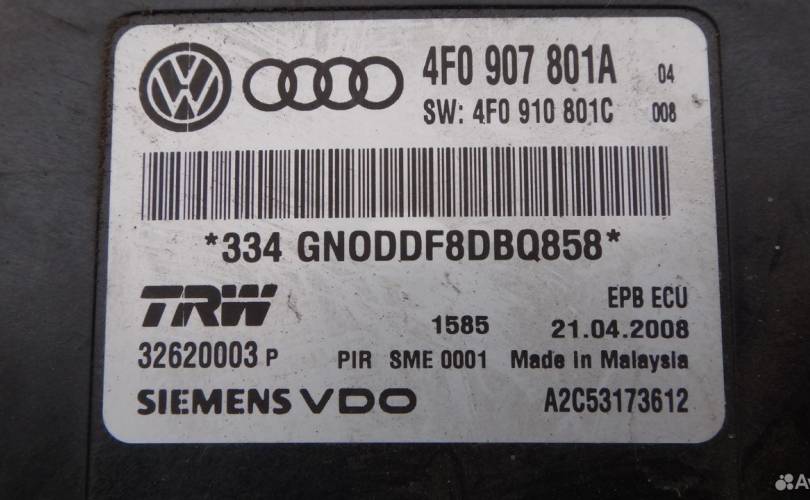 4F0 907 801A 04
SW: 4F0 910 801C 008
*334 GNODDF8DBQ858*
TRW EPB ECU
1585 21.04.2008
32620003 P PIR SME 0001 Made in Malaysia
SIEMENS VDO A2C53173612